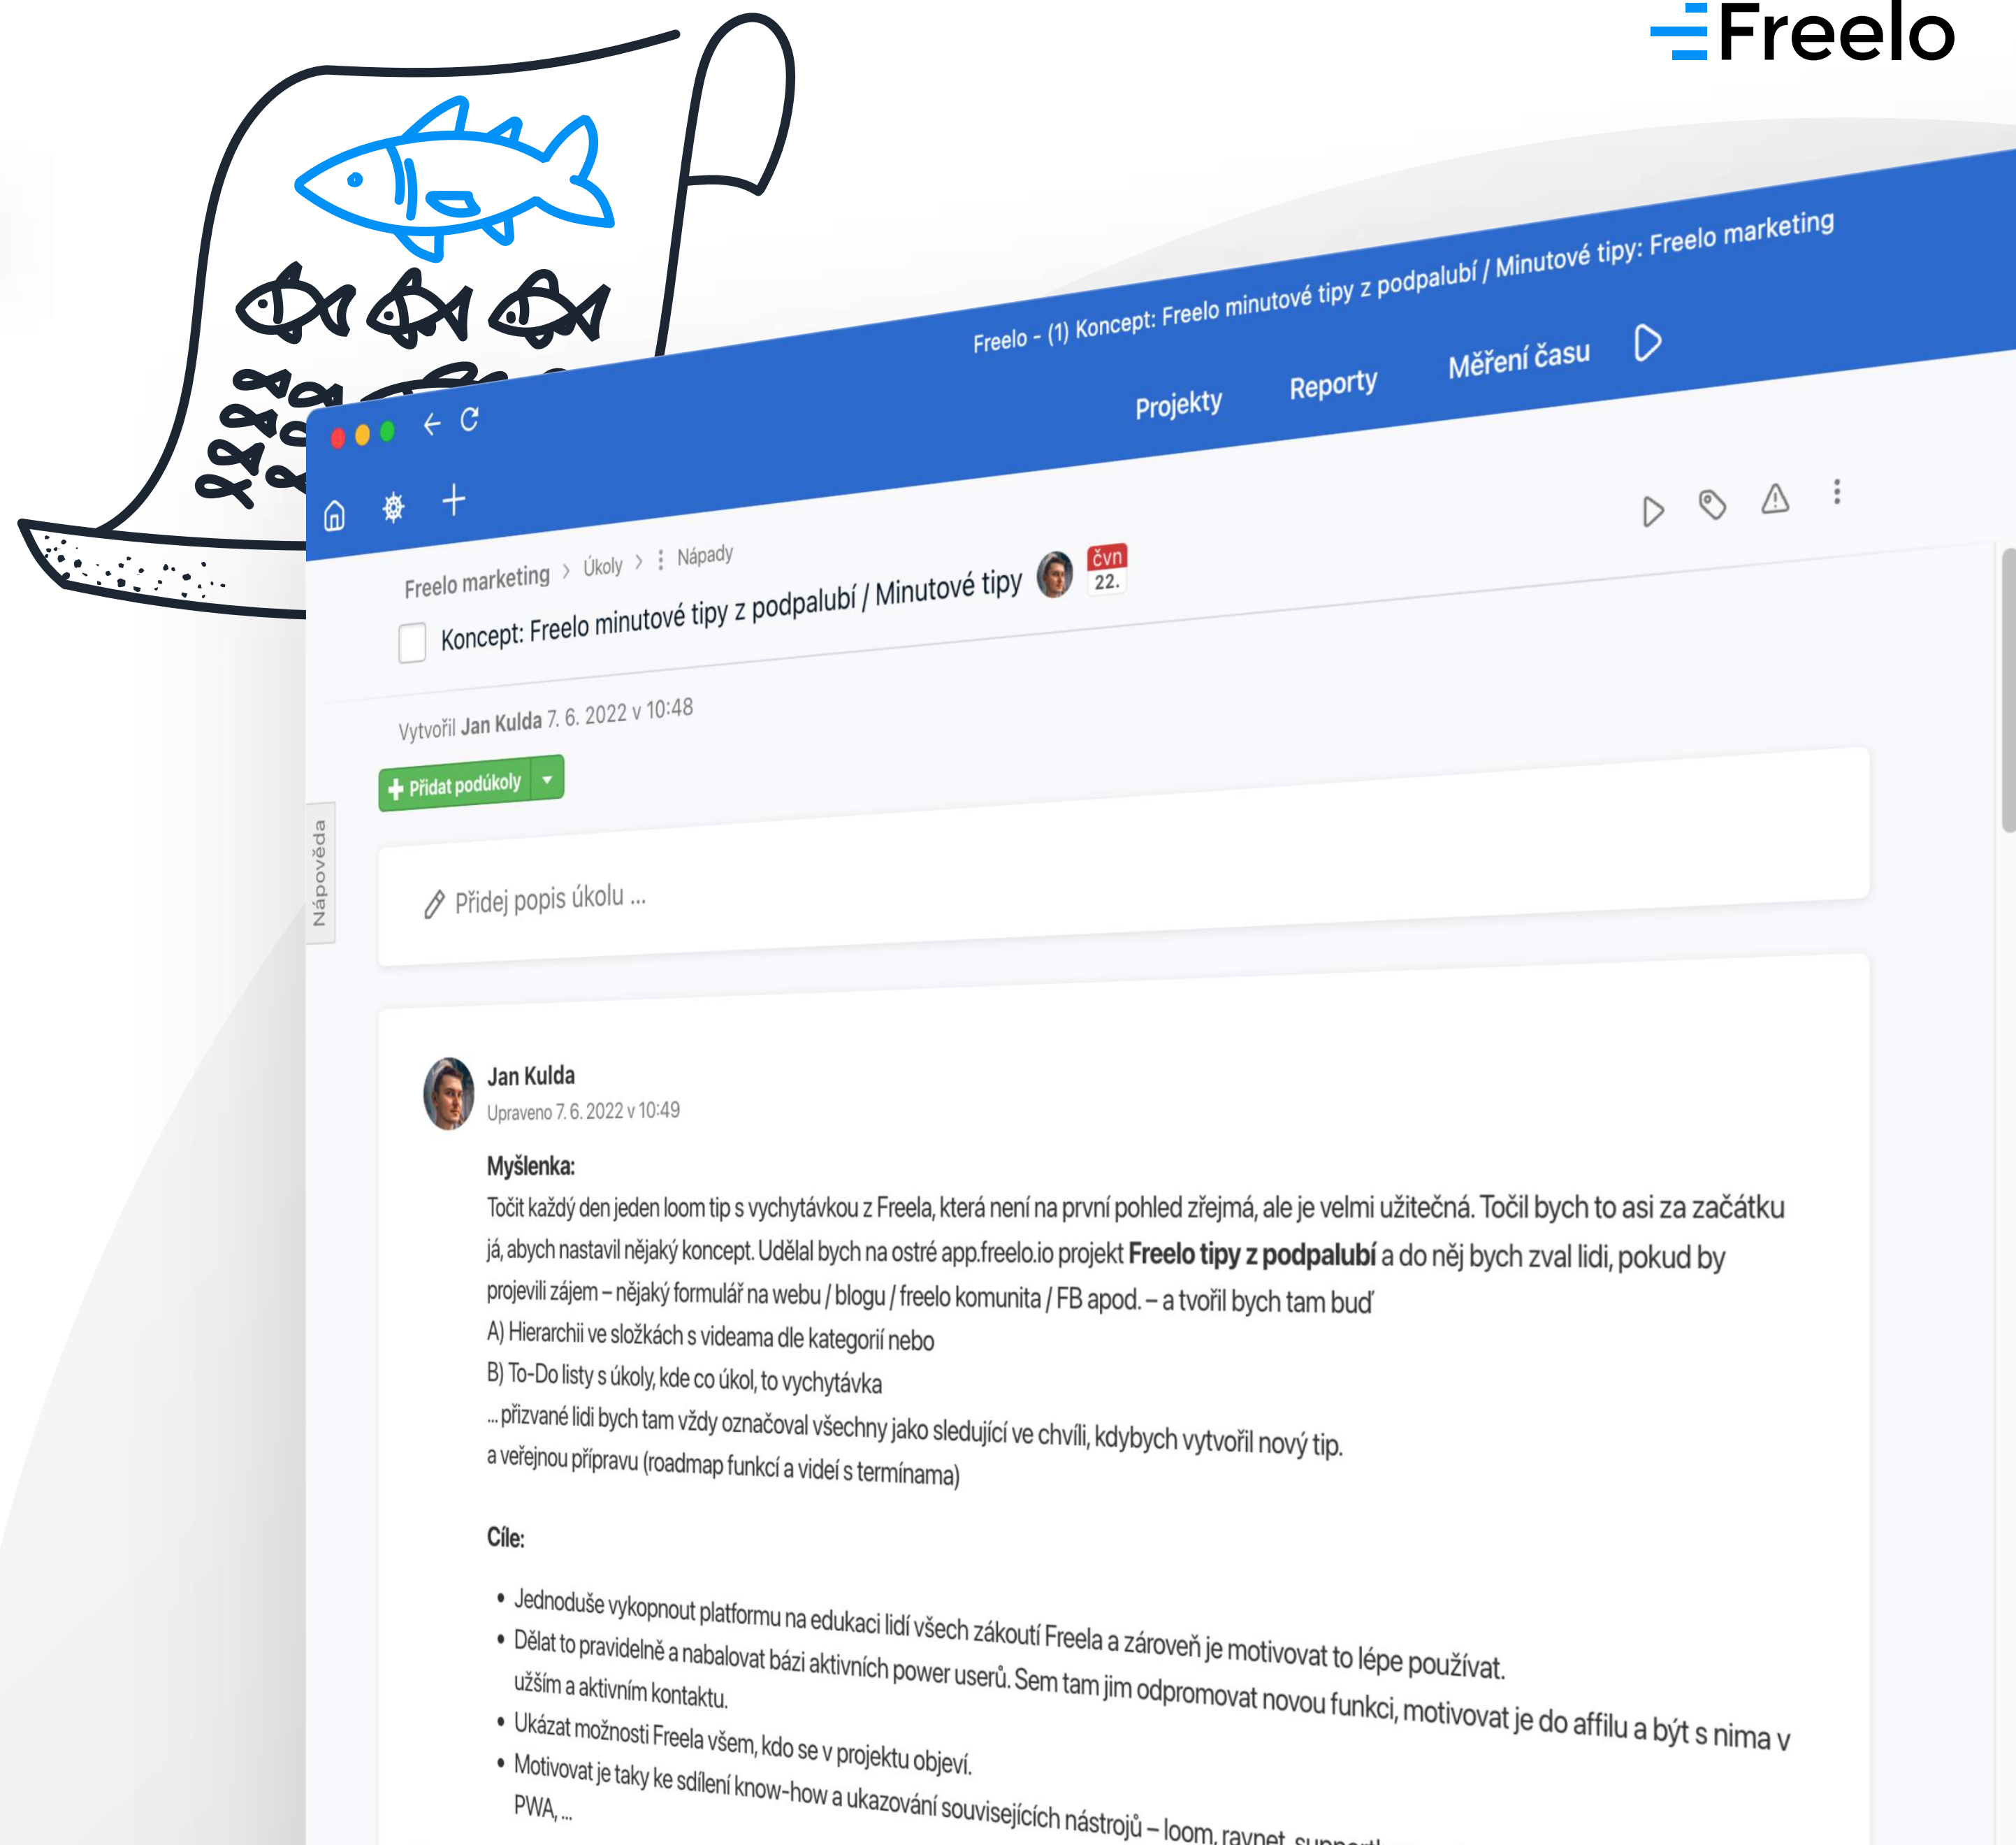 Freelo
Freelo - (1) Koncept: Freelo minutové tipy z podpalubí / Minutové tipy: Freelo marketing
Projekty Reporty Měření času
Freelo marketing > Úkoly > Nápady
Koncept: Freelo minutové tipy z podpalubí / Minutové tipy
čvn
22.
Vytvořil Jan Kulda 7. 6. 2022 v 10:48
Přidat podúkoly
Nápověda
Přidej popis úkolu ...
Jan Kulda
Upraveno 7. 6. 2022 v 10:49
Myšlenka:
Točit každý den jeden loom tip s vychytávkou z Freela, která není na první pohled zřejmá, ale je velmi užitečná. Točil bych to asi za začátku
já, abych nastavil nějaký koncept. Udělal bych na ostré app.freelo.io projekt Freelo tipy z podpalubí a do něj bych zval lidi, pokud by
projevili zájem – nějaký formulář na webu / blogu / freelo komunita / FB apod. – a tvořil bych tam buď
A) Hierarchii ve složkách s videama dle kategorií nebo
B) To-Do listy s úkoly, kde co úkol, to vychytávka
... přizvané lidi bych tam vždy označoval všechny jako sledující ve chvíli, kdybych vytvořil nový tip.
a veřejnou přípravu (roadmap funkcí a videí s termínama)
Cíle:
• Jednoduše vykopnout platformu na edukaci lidí všech zákoutí Freela a zároveň je motivovat to lépe používat.
• Dělat to pravidelně a nabalovat bázi aktivních power userů. Sem tam jim odpromovat novou funkci, motivovat je do affilu a být s nima v
užším a aktivním kontaktu.
• Ukázat možnosti Freela všem, kdo se v projektu objeví.
• Motivovat je taky ke sdílení know-how a ukazování souvisejících nástrojů – loom, raynet,
PWA, ...